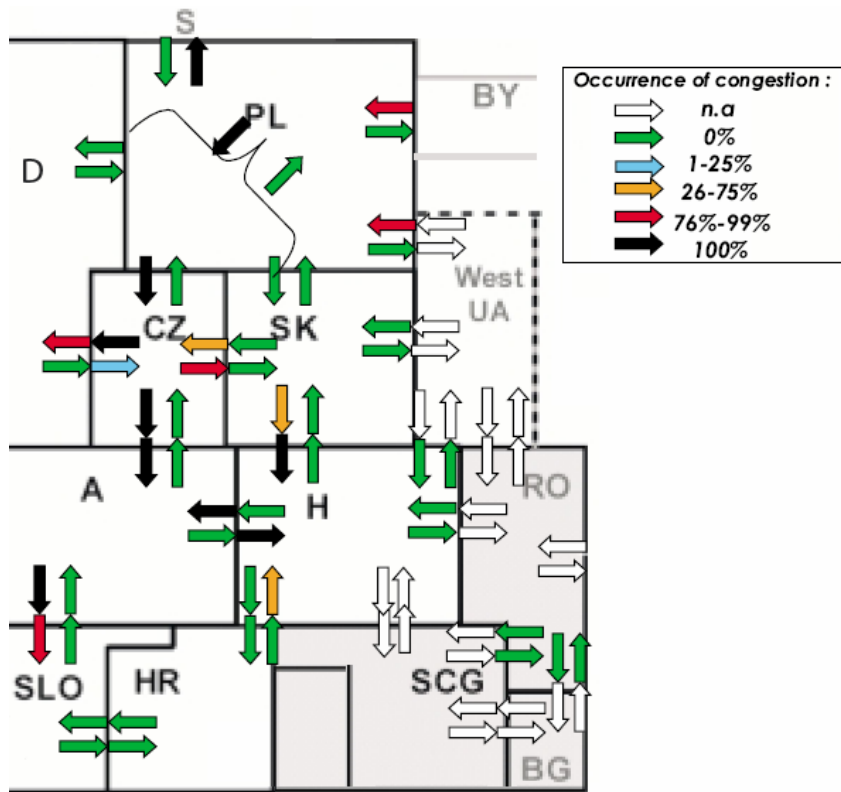 S
PL
BY
D
Occurrence of congestion :
n.a
0%
1-25%
26-75%
76%-99%
100%
West
UA
CZ
SK
A
H
RO
SLO
HR
SCG
BG